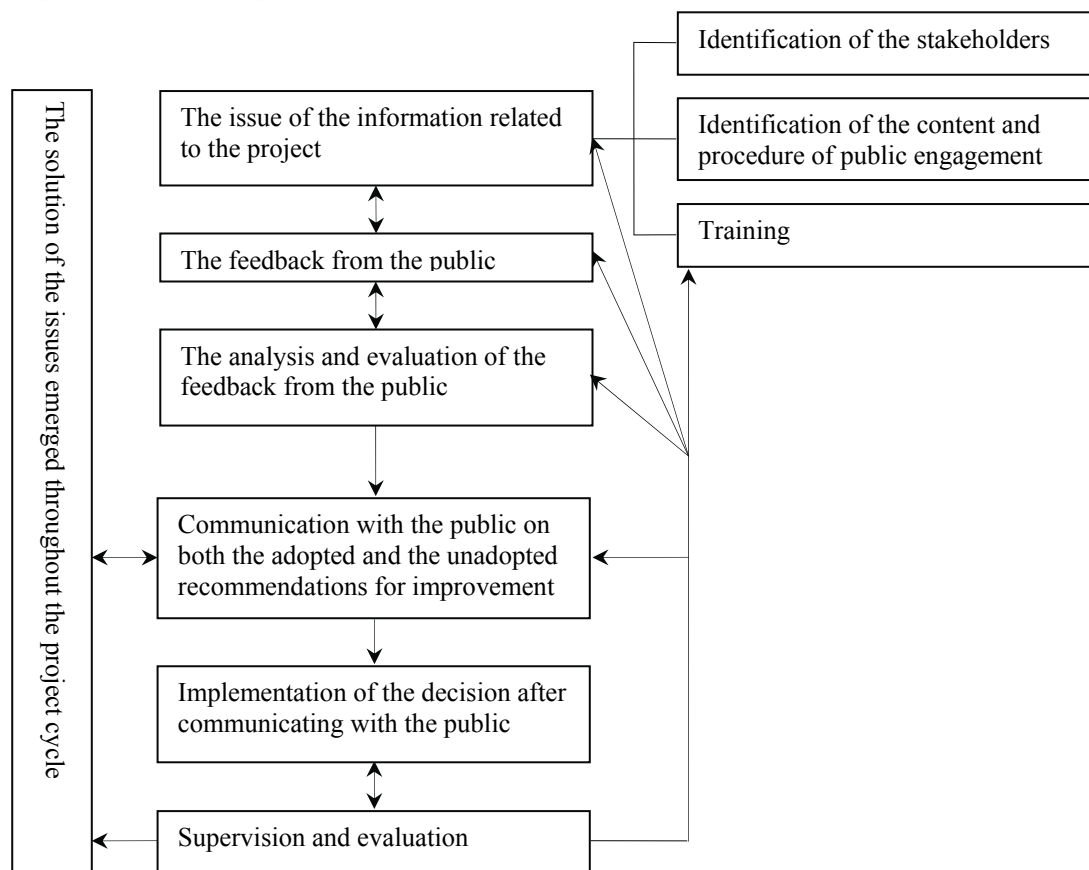 Identification of the stakeholders
The solution of the issues emerged throughout the project cycle
The issue of the information related
to the project
Identification of the content and
procedure of public engagement
Training
The feedback from the public
The analysis and evaluation of the
feedback from the public
Communication with the public on
both the adopted and the unadopted
recommendations for improvement
Implementation of the decision after
communicating with the public
Supervision and evaluation